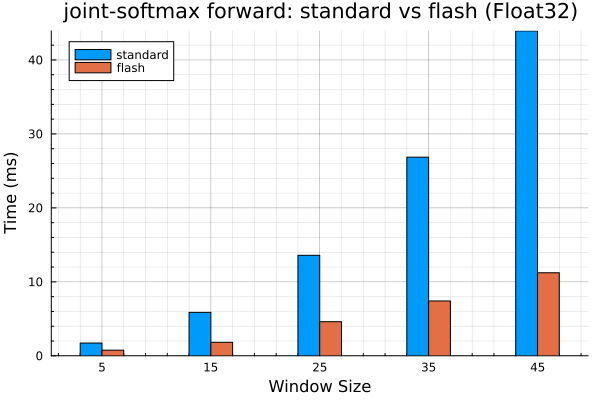 joint-softmax forward: standard vs flash (Float32)
standard
flash
Time (ms)
40
30
20
10
0
5 15 25 35 45
Window Size